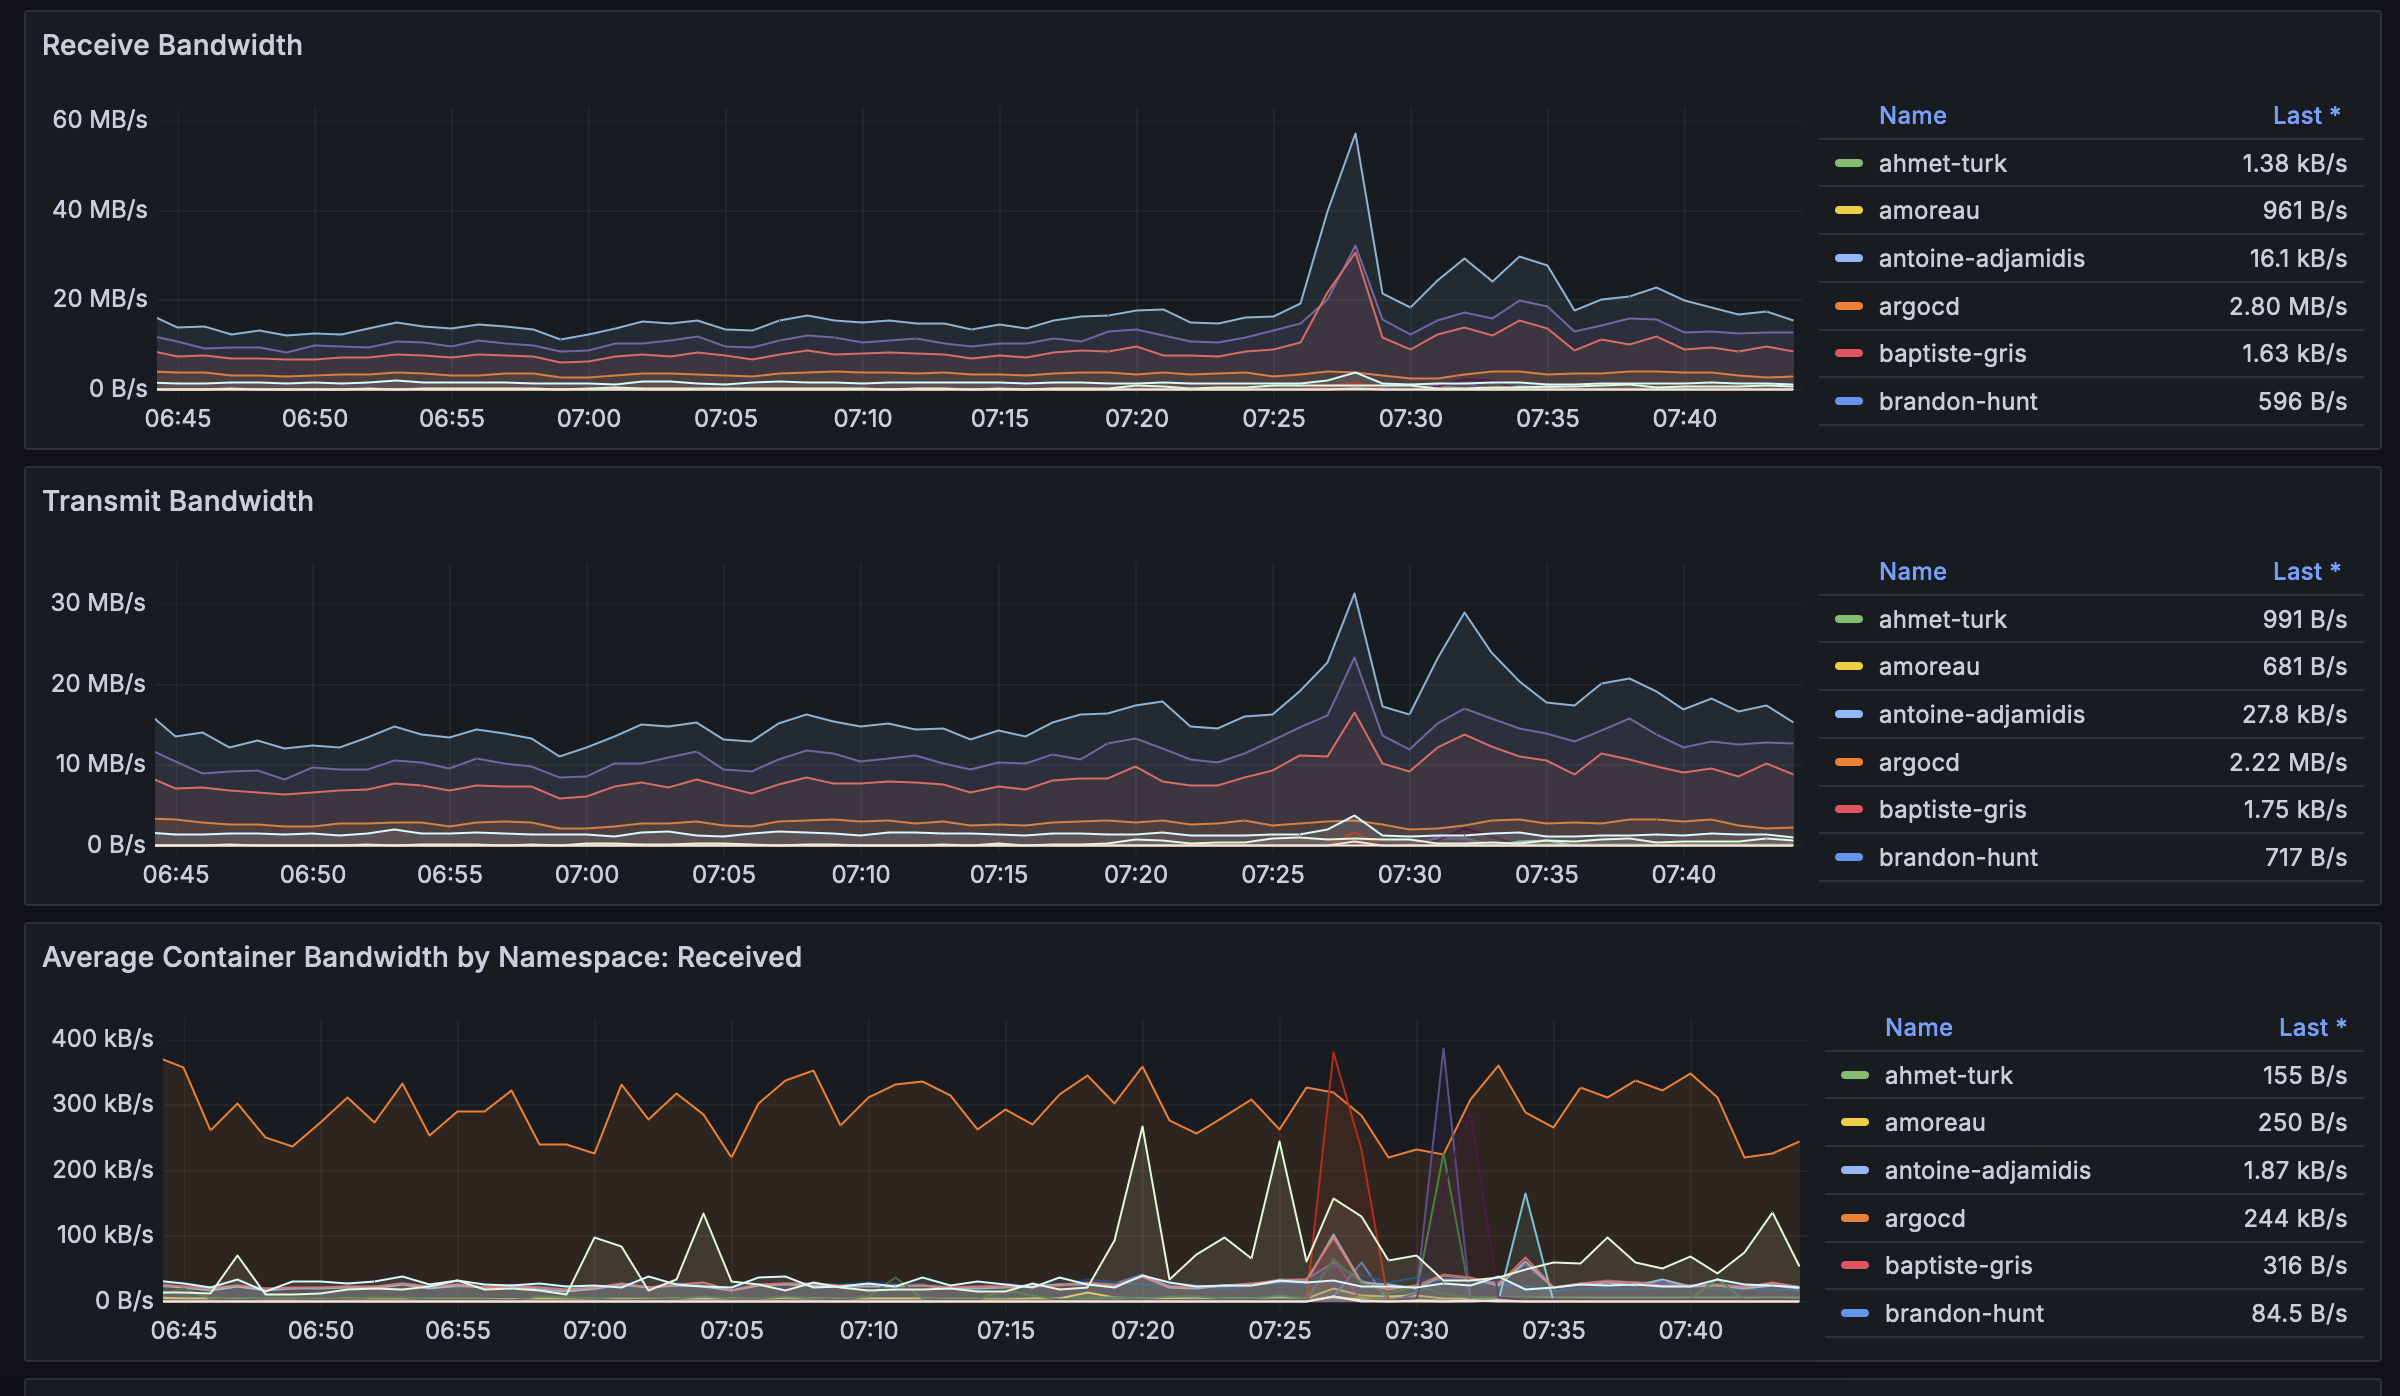 Receive Bandwidth
60 MB/s
40 MB/s
20 MB/s
0 B/s
06:45 06:50 06:55 07:00 07:05 07:10 07:15 07:20 07:25 07:30 07:35 07:40
Name Last *
ahmet-turk 1.38 kB/s
amoreau 961 B/s
antoine-adjamidis 16.1 kB/s
argocd 2.80 MB/s
baptiste-gris 1.63 kB/s
brandon-hunt 596 B/s
Transmit Bandwidth
30 MB/s
20 MB/s
10 MB/s
0 B/s
06:45 06:50 06:55 07:00 07:05 07:10 07:15 07:20 07:25 07:30 07:35 07:40
Name Last *
ahmet-turk 991 B/s
amoreau 681 B/s
antoine-adjamidis 27.8 kB/s
argocd 2.22 MB/s
baptiste-gris 1.75 kB/s
brandon-hunt 717 B/s
Average Container Bandwidth by Namespace: Received
400 kB/s
300 kB/s
200 kB/s
100 kB/s
0 B/s
06:45 06:50 06:55 07:00 07:05 07:10 07:15 07:20 07:25 07:30 07:35 07:40
Name Last *
ahmet-turk 155 B/s
amoreau 250 B/s
antoine-adjamidis 1.87 kB/s
argocd 244 kB/s
baptiste-gris 316 B/s
brandon-hunt 84.5 B/s